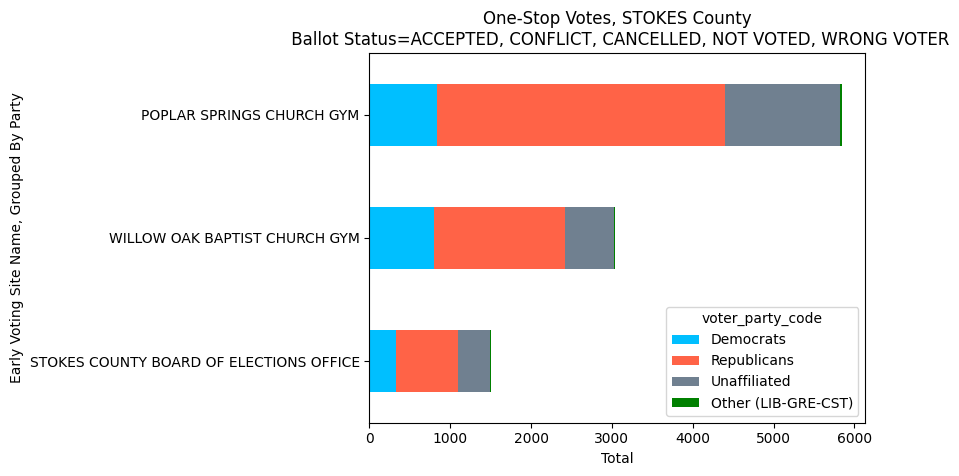 One-Stop Votes, STOKES County
Ballot Status=ACCEPTED, CONFLICT, CANCELLED, NOT VOTED, WRONG VOTER
Early Voting Site Name, Grouped By Party
POPLAR SPRINGS CHURCH GYM
WILLOW OAK BAPTIST CHURCH GYM
STOKES COUNTY BOARD OF ELECTIONS OFFICE
voter_party_code
Democrats
Republicans
Unaffiliated
Other (LIB-GRE-CST)
0 1000 2000 3000 4000 5000 6000
Total